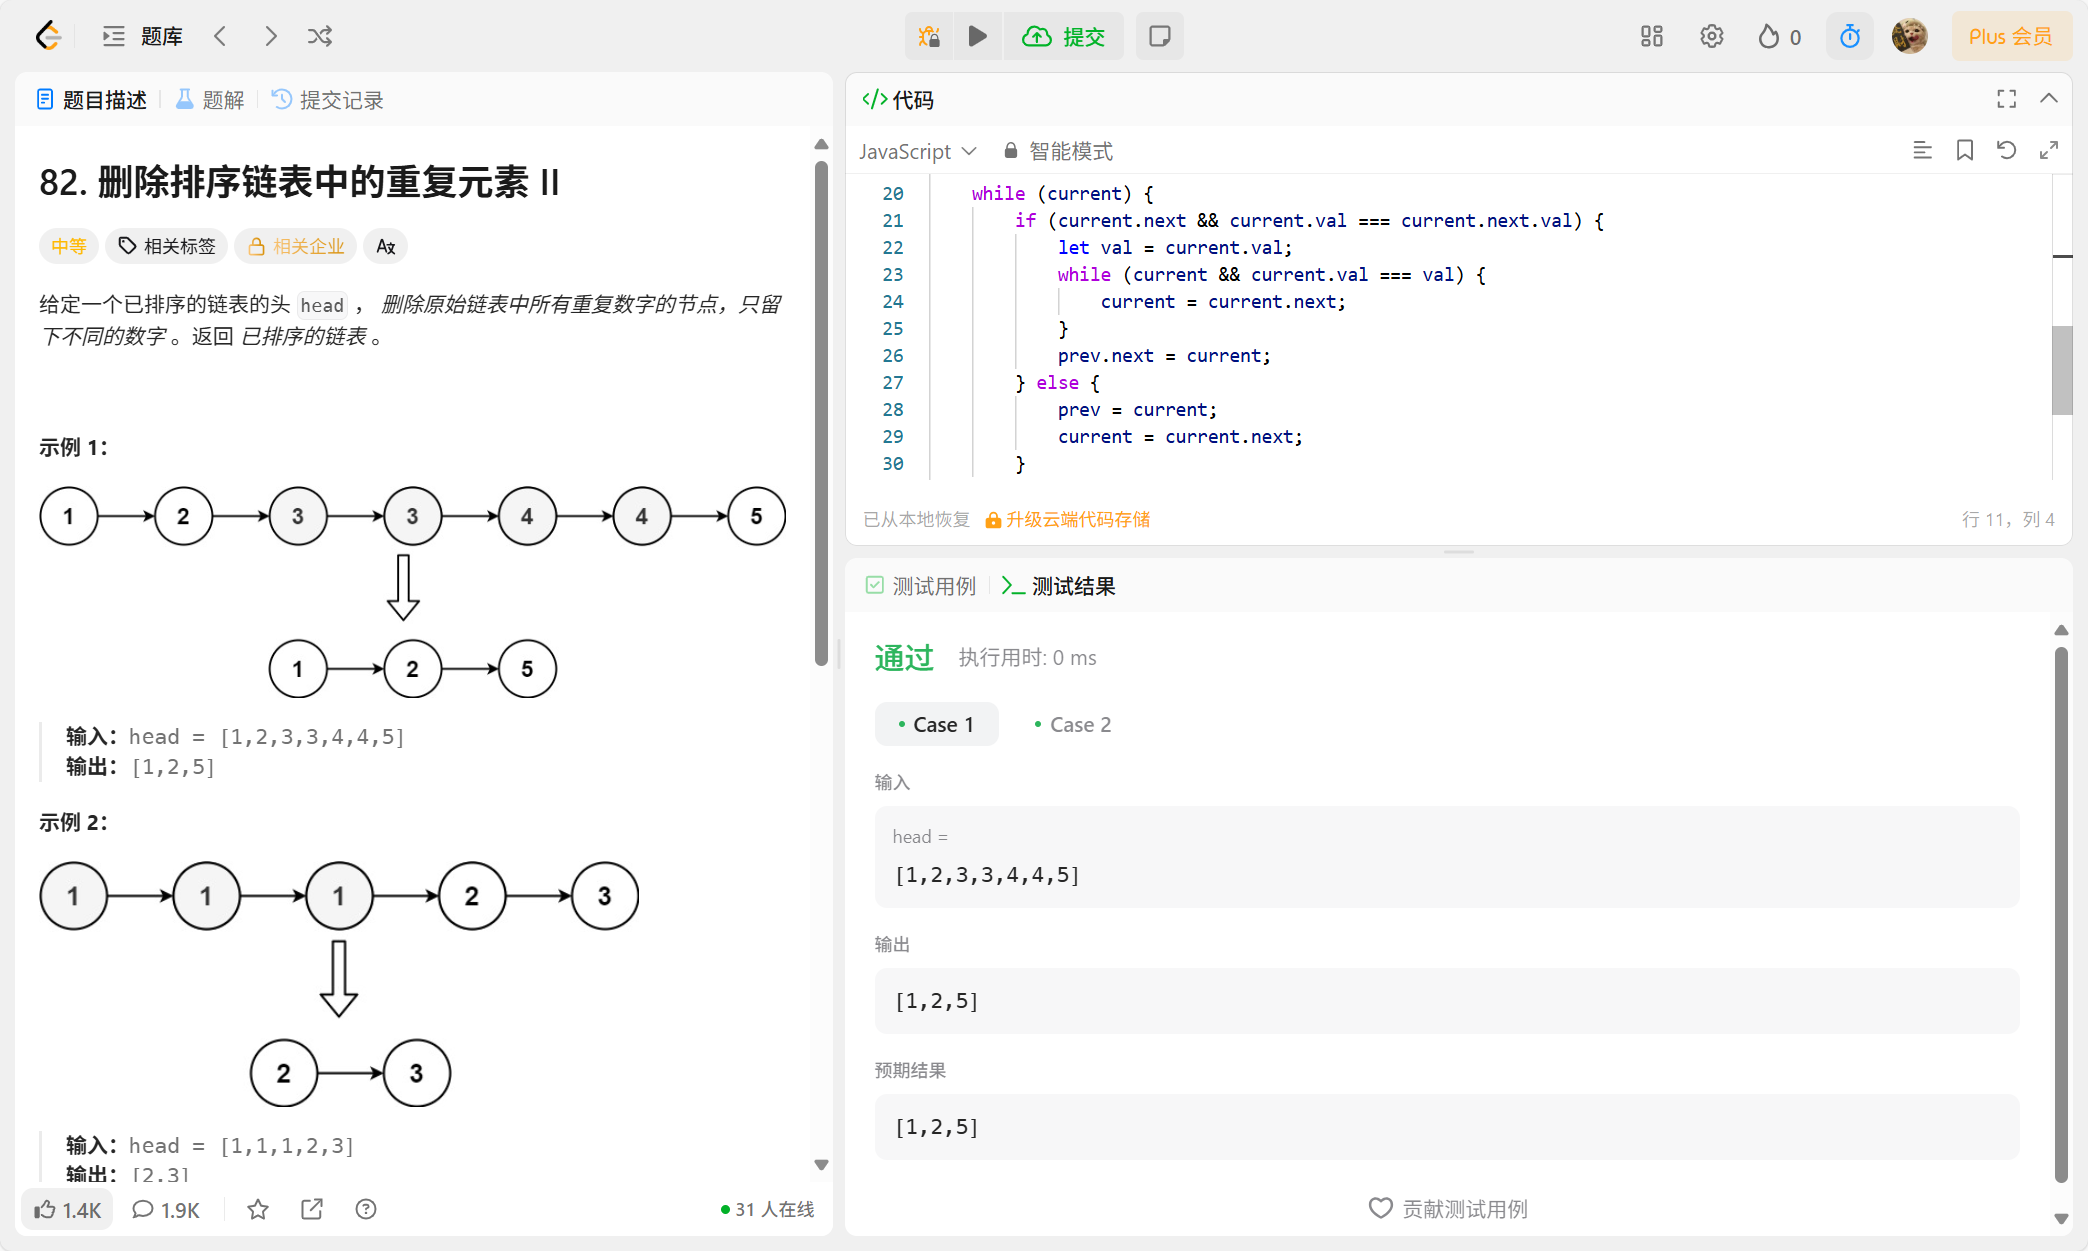 题库
提交
0
Plus 会员
题目描述
题解
提交记录
82. 删除排序链表中的重复元素 II
中等
相关标签
相关企业
给定一个已排序的链表的头 head ， 删除原始链表中所有重复数字的节点，只留
下不同的数字 。返回 已排序的链表 。
示例 1：
1 2 3 3 4 4 5
1 2 5
输入：head = [1,2,3,3,4,4,5]
输出：[1,2,5]
示例 2：
1 1 1 2 3
2 3
输入：head = [1,1,1,2,3]
输出：[2,3]
1.4K
1.9K
31 人在线
</> 代码
JavaScript
智能模式
20 while (current) {
21 if (current.next && current.val === current.next.val) {
22 let val = current.val;
23 while (current && current.val === val) {
24 current = current.next;
25 }
26 prev.next = current;
27 } else {
28 prev = current;
29 current = current.next;
30 }
已从本地恢复
升级云端代码存储
行 11，列 4
测试用例
测试结果
通过
执行用时: 0 ms
Case 1
Case 2
输入
head =
[1,2,3,3,4,4,5]
输出
[1,2,5]
预期结果
[1,2,5]
贡献测试用例